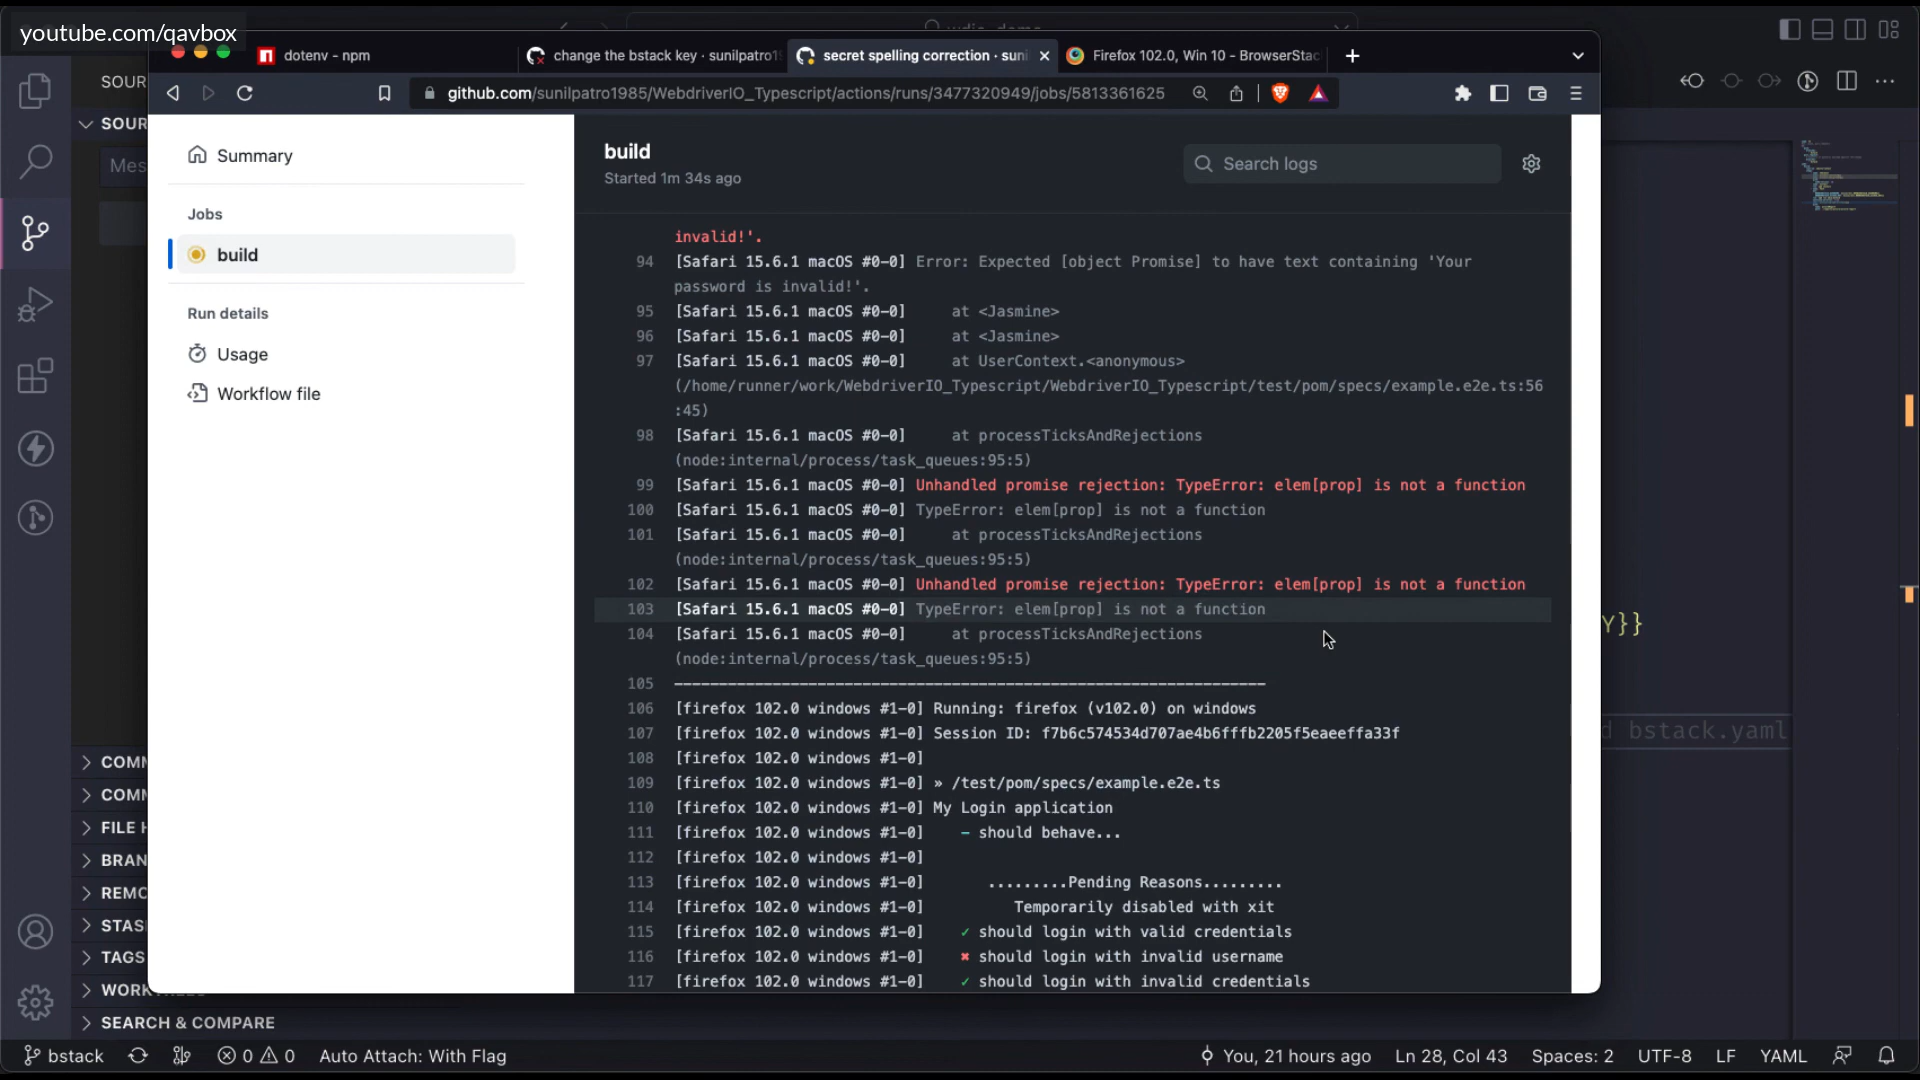 youtube.com/qavbox
dotenv - npm
change the bstack key · sunilpatro1
secret spelling correction · suni
Firefox 102.0, Win 10 - BrowserStac
github.com/sunilpatro1985/WebdriverIO_Typescript/actions/runs/3477320949/jobs/5813361625
SOUR
SOUR
Mes
Summary
Jobs
build
Run details
Usage
Workflow file
build
Started 1m 34s ago
Search logs
invalid!'.
94 [Safari 15.6.1 macOS #0-0] Error: Expected [object Promise] to have text containing 'Your
password is invalid!'.
95 [Safari 15.6.1 macOS #0-0] at <Jasmine>
96 [Safari 15.6.1 macOS #0-0] at <Jasmine>
97 [Safari 15.6.1 macOS #0-0] at UserContext.<anonymous>
(/home/runner/work/WebdriverIO_Typescript/WebdriverIO_Typescript/test/pom/specs/example.e2e.ts:56
:45)
98 [Safari 15.6.1 macOS #0-0] at processTicksAndRejections
(node:internal/process/task_queues:95:5)
99 [Safari 15.6.1 macOS #0-0] Unhandled promise rejection: TypeError: elem[prop] is not a function
100 [Safari 15.6.1 macOS #0-0] TypeError: elem[prop] is not a function
101 [Safari 15.6.1 macOS #0-0] at processTicksAndRejections
(node:internal/process/task_queues:95:5)
102 [Safari 15.6.1 macOS #0-0] Unhandled promise rejection: TypeError: elem[prop] is not a function
103 [Safari 15.6.1 macOS #0-0] TypeError: elem[prop] is not a function
104 [Safari 15.6.1 macOS #0-0] at processTicksAndRejections
(node:internal/process/task_queues:95:5)
105 ------------------------------------------------------------------
106 [firefox 102.0 windows #1-0] Running: firefox (v102.0) on windows
107 [firefox 102.0 windows #1-0] Session ID: f7b6c574534d707ae4b6fffb2205f5eaeeffa33f
108 [firefox 102.0 windows #1-0]
109 [firefox 102.0 windows #1-0] » /test/pom/specs/example.e2e.ts
110 [firefox 102.0 windows #1-0] My Login application
111 [firefox 102.0 windows #1-0] - should behave...
112 [firefox 102.0 windows #1-0]
113 [firefox 102.0 windows #1-0] .........Pending Reasons.........
114 [firefox 102.0 windows #1-0] Temporarily disabled with xit
115 [firefox 102.0 windows #1-0] ✓ should login with valid credentials
116 [firefox 102.0 windows #1-0] ✖ should login with invalid username
117 [firefox 102.0 windows #1-0] ✓ should login with invalid credentials
Y}}
d bstack.yaml
COMM
COMM
FILE H
BRAN
REMO
STAS
TAGS
SEARCH & COMPARE
bstack
0 0
Auto Attach: With Flag
You, 21 hours ago
Ln 28, Col 43
Spaces: 2
UTF-8
LF
YAML